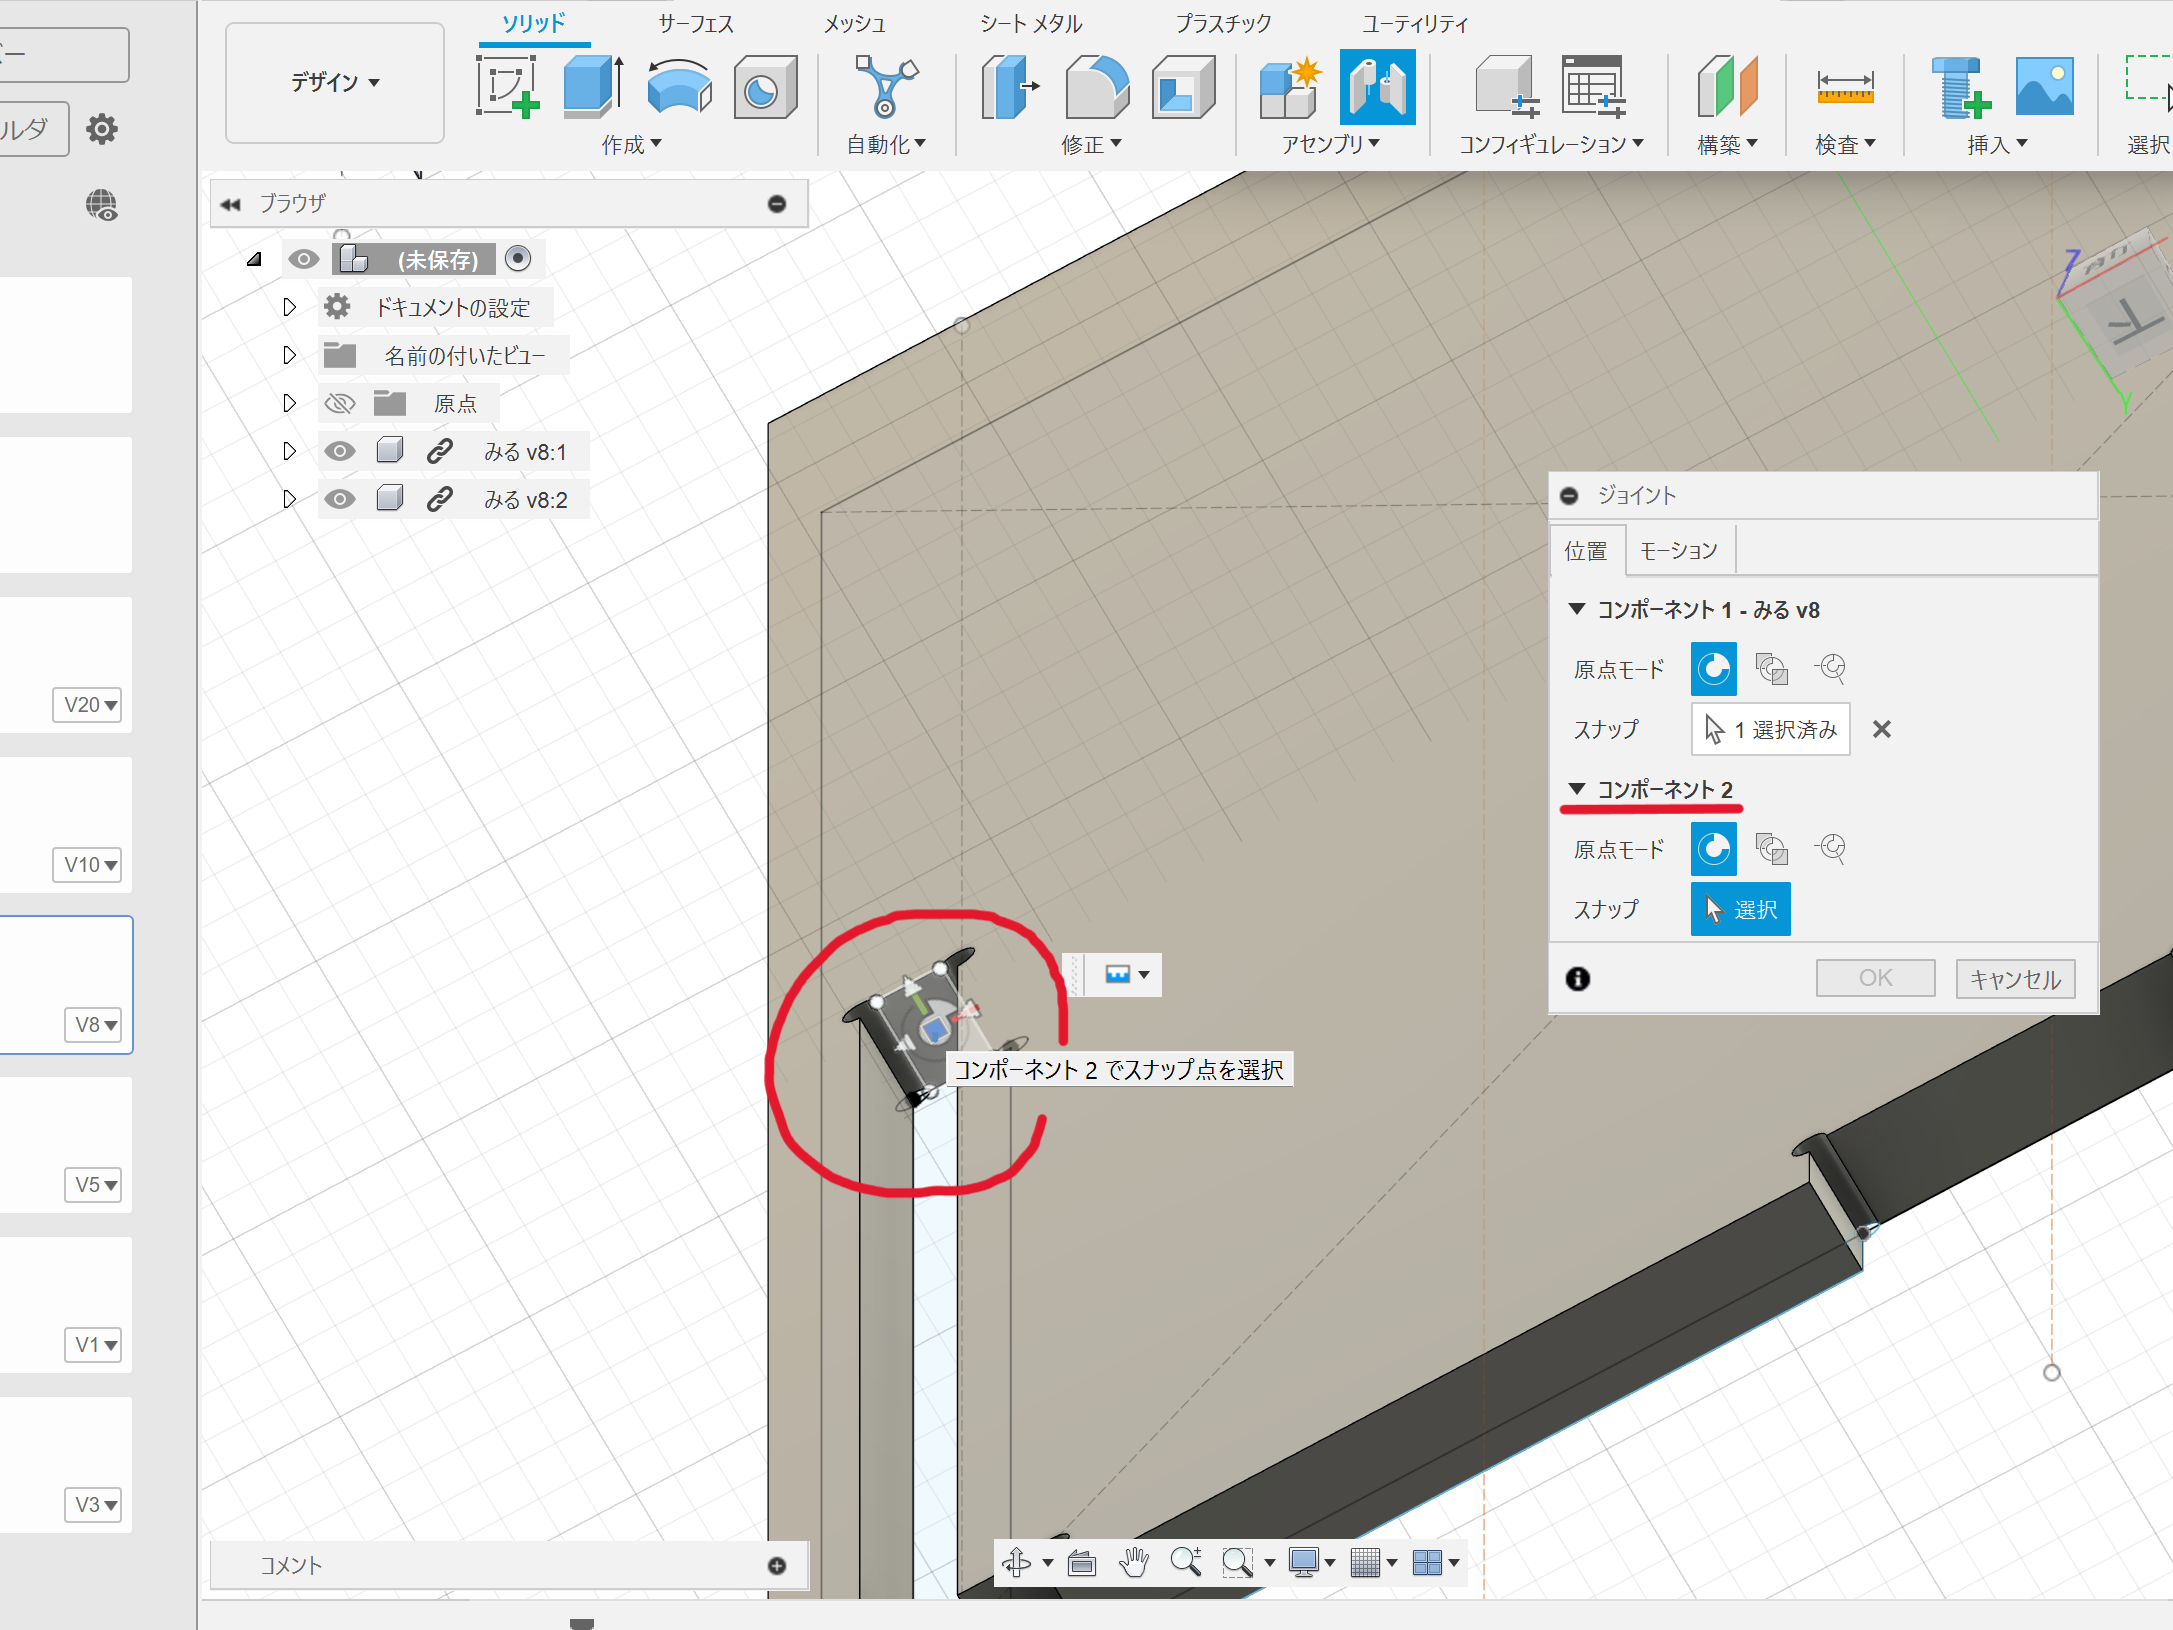 ー
ルダ
V20
V10
V8
V5
V1
V3
デザイン
ソリッド
サーフェス
メッシュ
シート メタル
プラスチック
ユーティリティ
作成
自動化
修正
アセンブリ
コンフィギュレーション
構築
検査
挿入
選択
ブラウザ
(未保存)
ドキュメントの設定
名前の付いたビュー
原点
みる v8:1
みる v8:2
Z
Y
下
ジョイント
位置
モーション
コンポーネント 1 - みる v8
原点モード
スナップ
1 選択済み
コンポーネント 2
原点モード
スナップ
選択
OK
キャンセル
コンポーネント 2 でスナップ点を選択
コメント